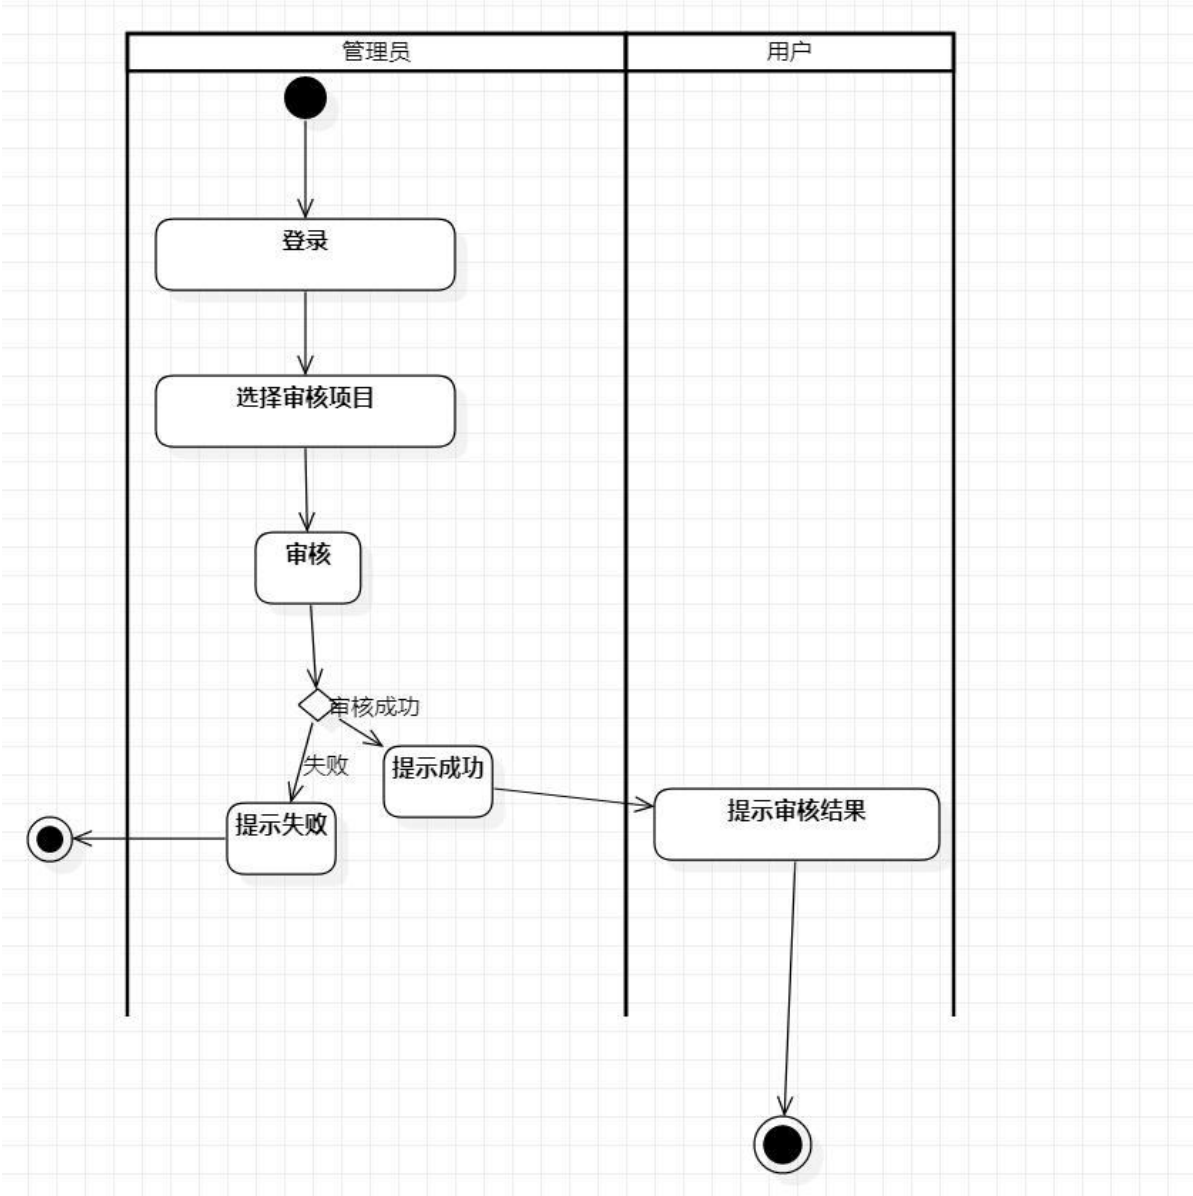 管理员
用户
登录
选择审核项目
审核
审核成功
失败
提示成功
提示失败
提示审核结果